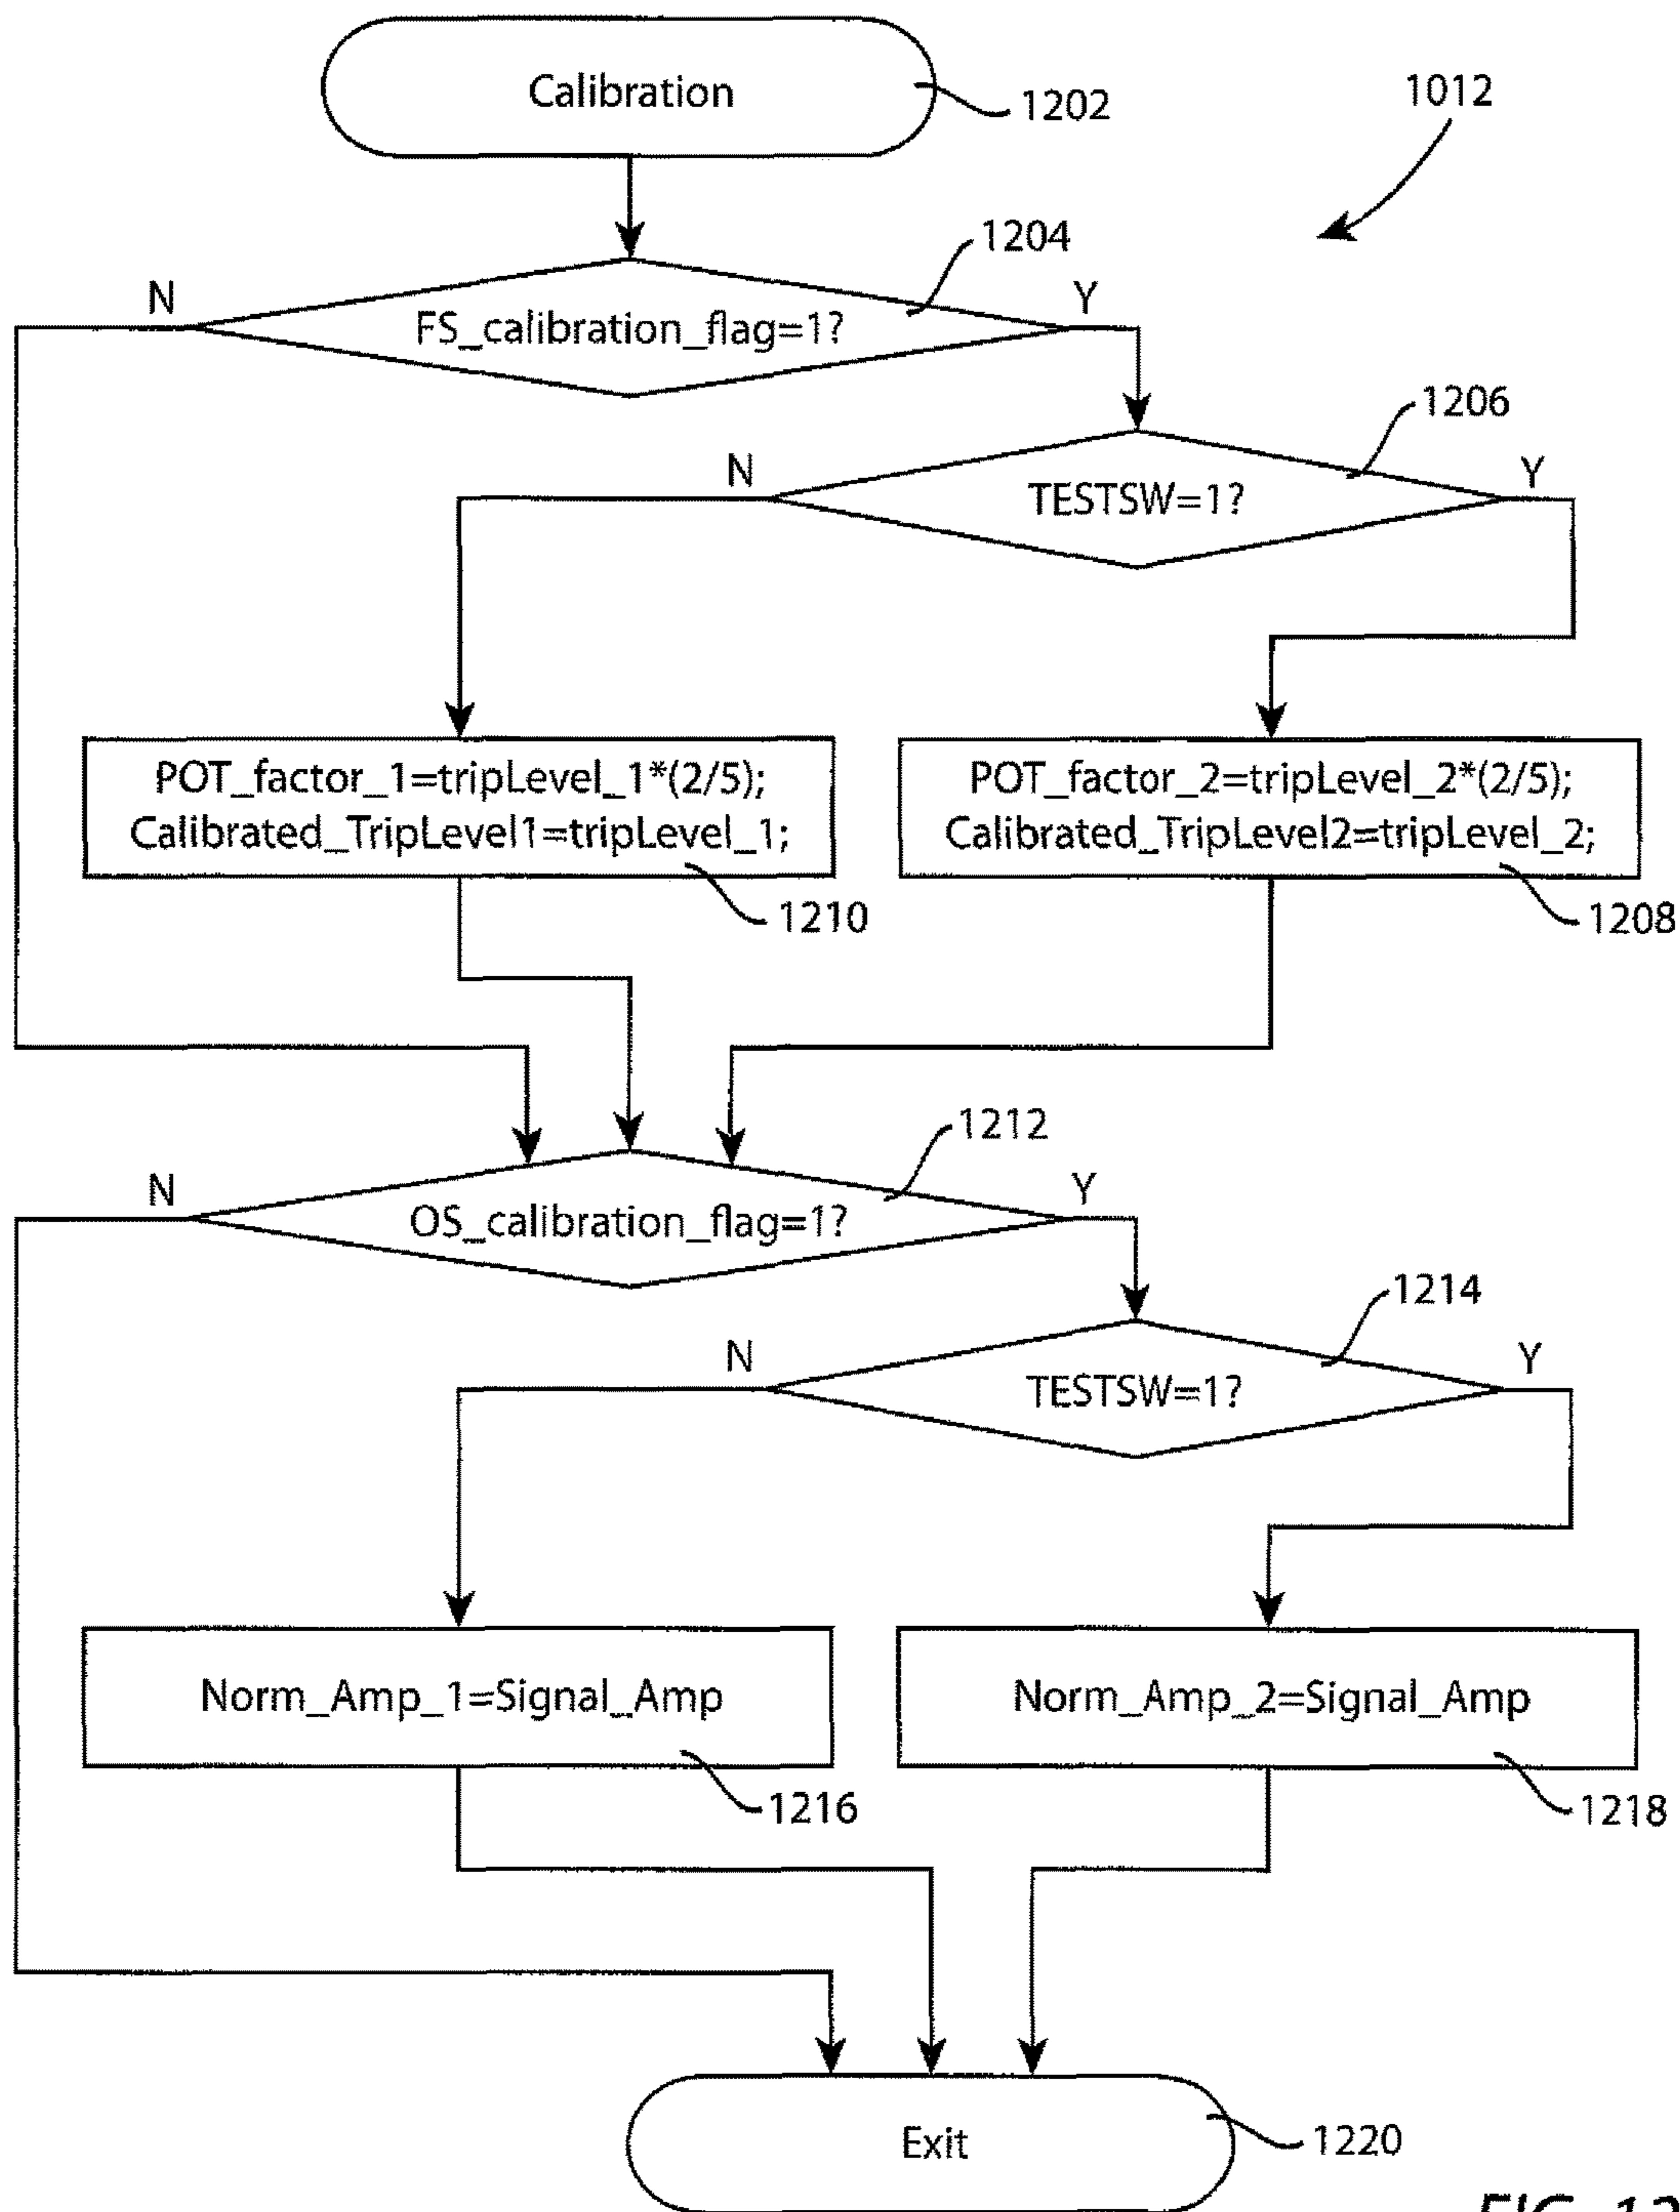 Calibration
1202
1012
1204
N
Y
FS_calibration_flag=1?
1206
N
Y
TESTSW=1?
POT_factor_1=tripLevel_1*(2/5);
Calibrated_TripLevel1=tripLevel_1;
1210
POT_factor_2=tripLevel_2*(2/5);
Calibrated_TripLevel2=tripLevel_2;
1208
1212
N
Y
OS_calibration_flag=1?
1214
N
Y
TESTSW=1?
Norm_Amp_1=Signal_Amp
1216
Norm_Amp_2=Signal_Amp
1218
Exit
1220